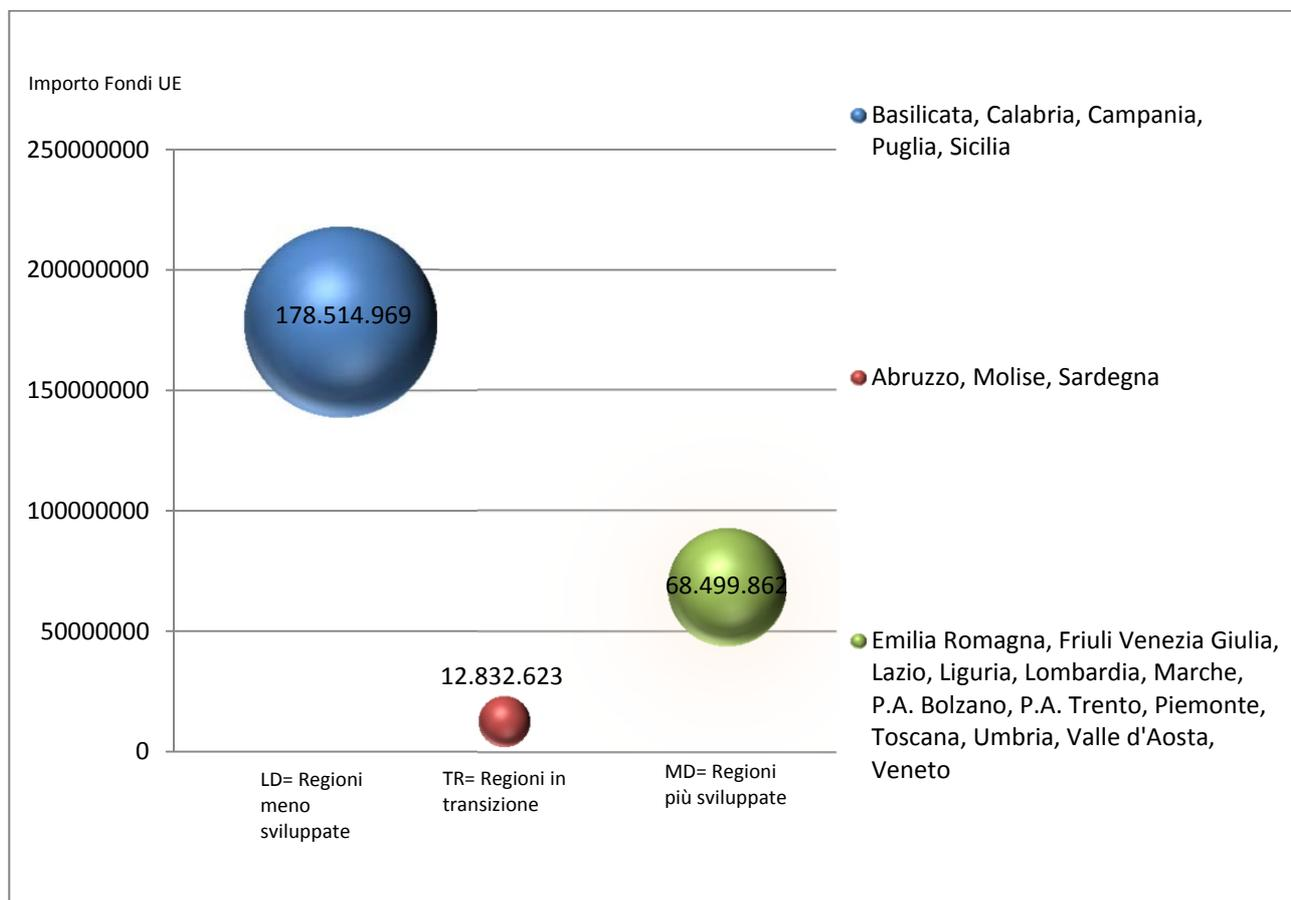 Importo Fondi UE
250000000
200000000
150000000
100000000
50000000
0
178.514.969
12.832.623
68.499.862
LD= Regioni
meno
sviluppate
TR= Regioni in
transizione
MD= Regioni
più sviluppate
Basilicata, Calabria, Campania,
Puglia, Sicilia
Abruzzo, Molise, Sardegna
Emilia Romagna, Friuli Venezia Giulia,
Lazio, Liguria, Lombardia, Marche,
P.A. Bolzano, P.A. Trento, Piemonte,
Toscana, Umbria, Valle d'Aosta,
Veneto